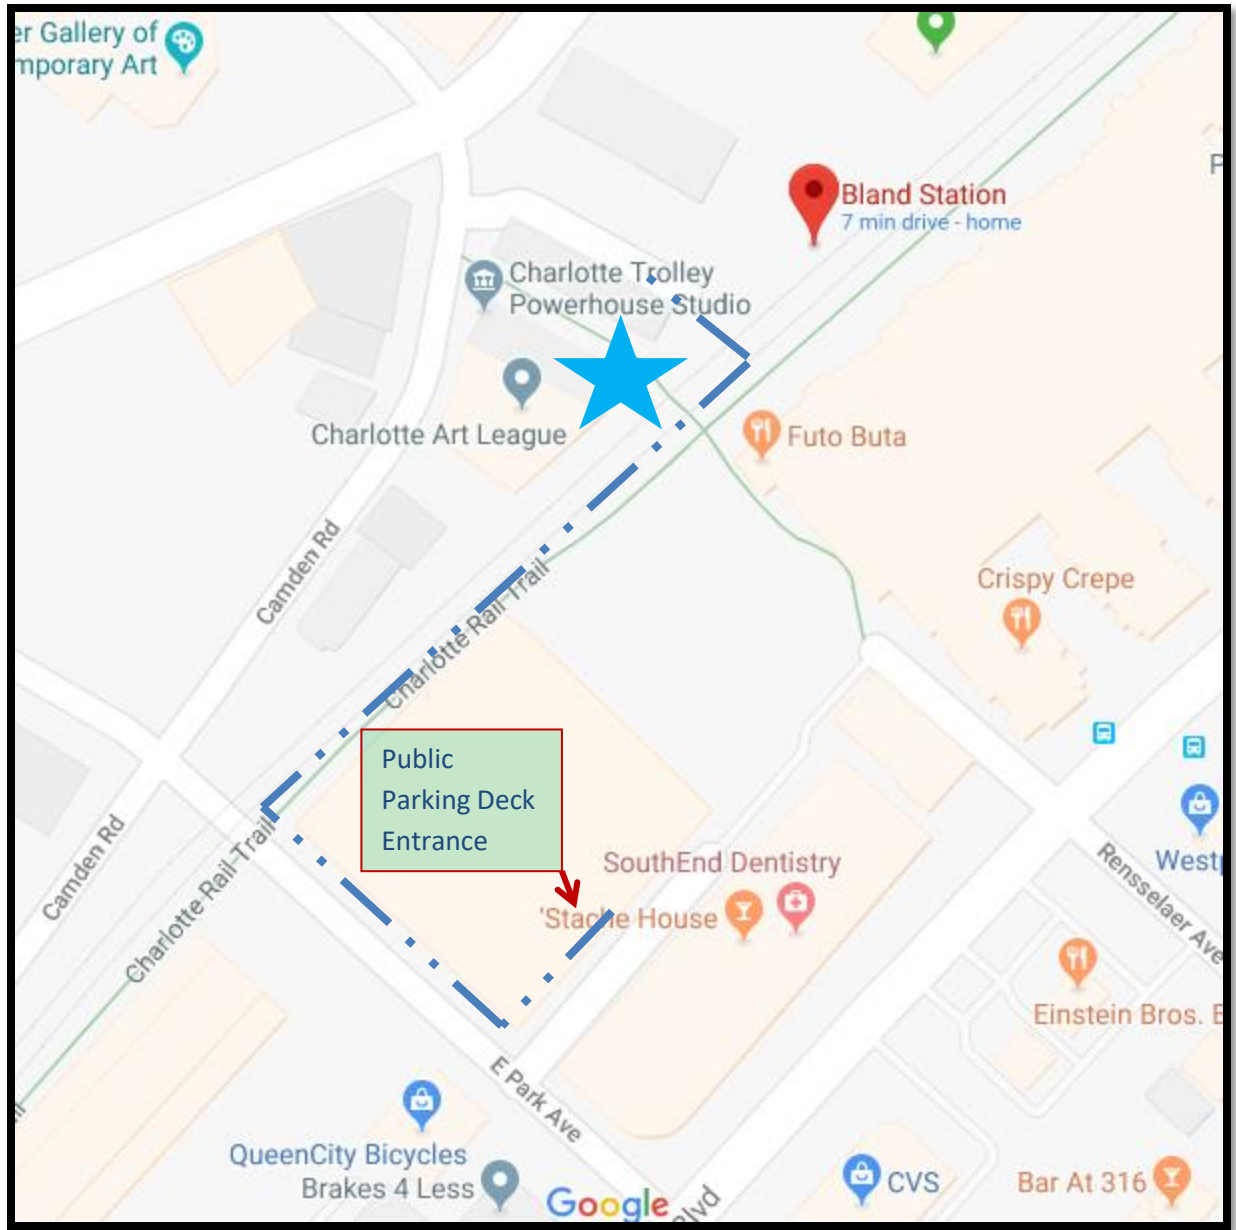 er Gallery of
mporary Art
P
Bland Station
7 min drive - home
Charlotte Trolley
Powerhouse Studio
Charlotte Art League
Futo Buta
Camden Rd
Charlotte Rail-Trail
Crispy Crepe
Public
Parking Deck
Entrance
Camden Rd
Charlotte Rail-Trail
SouthEnd Dentistry
'Stache House
Westp
Rensselaer Ave
Einstein Bros. B
E Park Ave
QueenCity Bicycles
Brakes 4 Less
Google
Blvd
CVS
Bar At 316